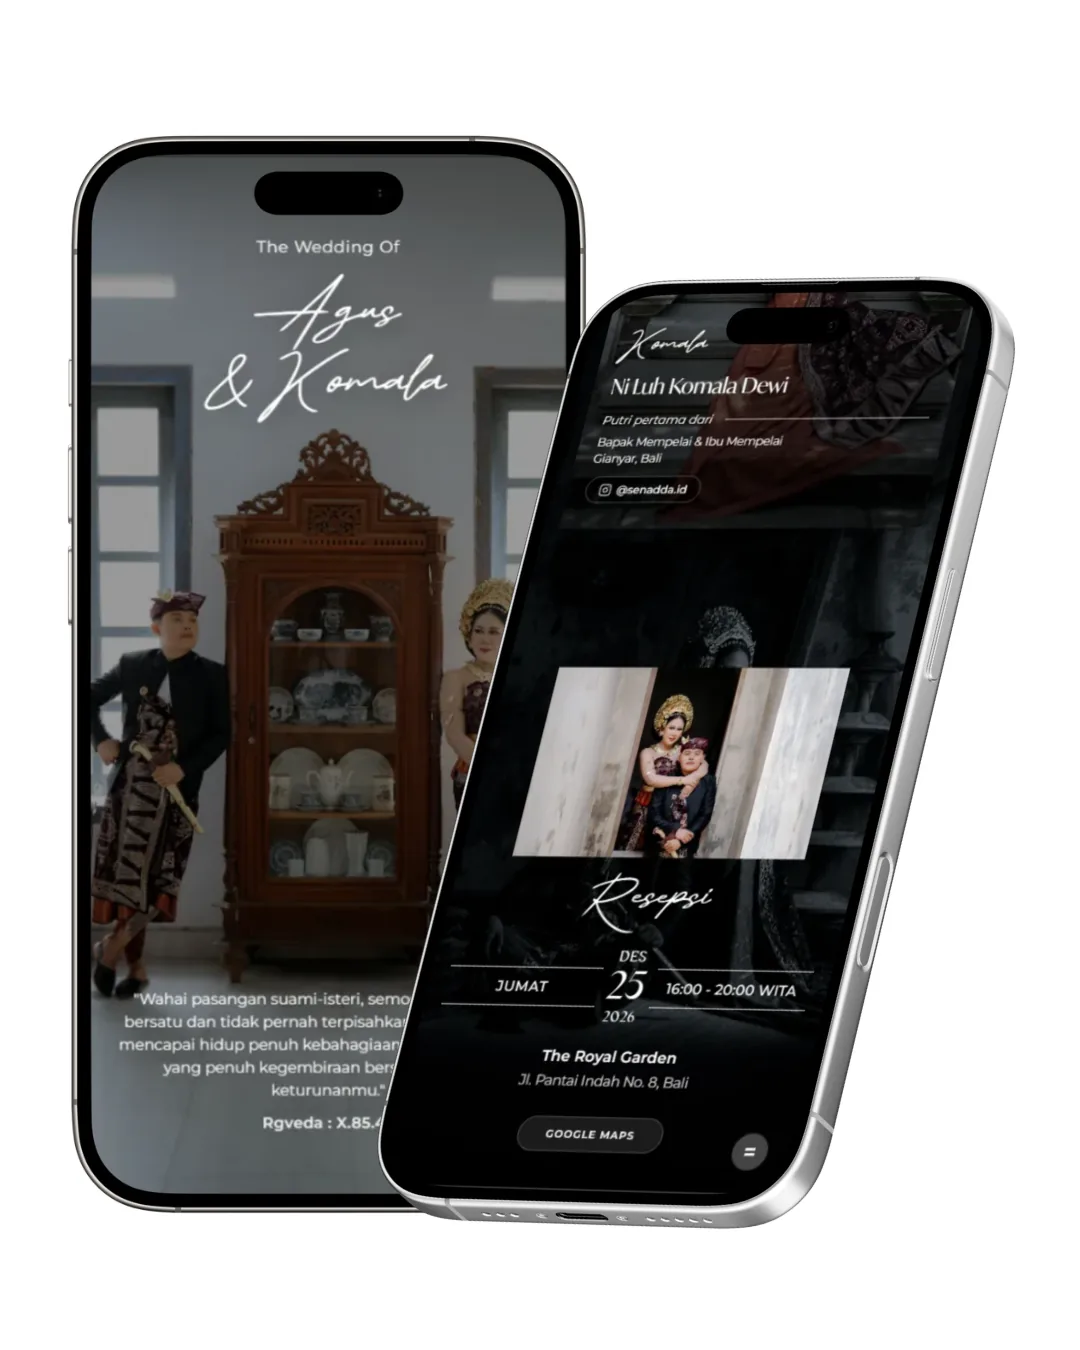 The Wedding Of
Agus
& Komala
"Wahai pasangan suami-isteri, semo
bersatu dan tidak pernah terpisahka
mencapai hidup penuh kebahagiaan
yang penuh kegembiraan bers
keturunanmu."
Rgveda : X.85.4
Komala
Ni Luh Komala Dewi
Putri pertama dari
Bapak Mempelai & Ibu Mempelai
Gianyar, Bali
@senadda.id
Resepsi
DES
JUMAT 25 16:00 - 20:00 WITA
2026
The Royal Garden
Jl. Pantai Indah No. 8, Bali
GOOGLE MAPS